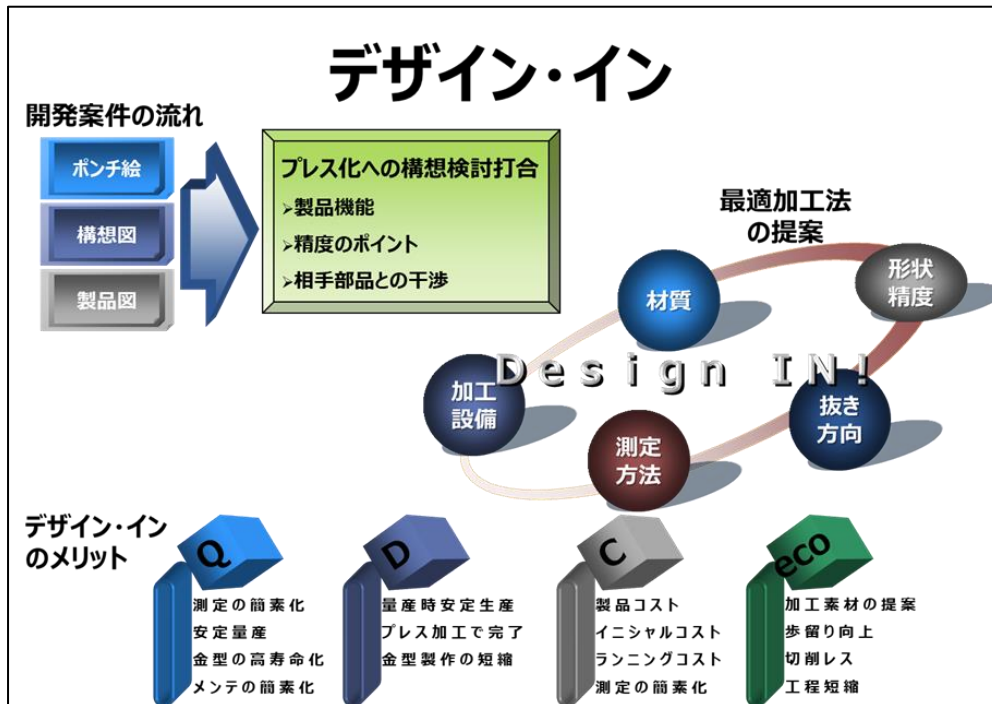 デザイン・イン
開発案件の流れ
ポンチ絵
構想図
製品図
プレス化への構想検討打合
➢製品機能
➢精度のポイント
➢相手部品との干渉
最適加工法
の提案
材質
形状
精度
Design IN!
加工
設備
抜き
方向
測定
方法
デザイン・イン
のメリット
Q
測定の簡素化
安定量産
金型の高寿命化
メンテの簡素化
D
量産時安定生産
プレス加工で完了
金型製作の短縮
C
製品コスト
イニシャルコスト
ランニングコスト
測定の簡素化
eco
加工素材の提案
歩留り向上
切削レス
工程短縮